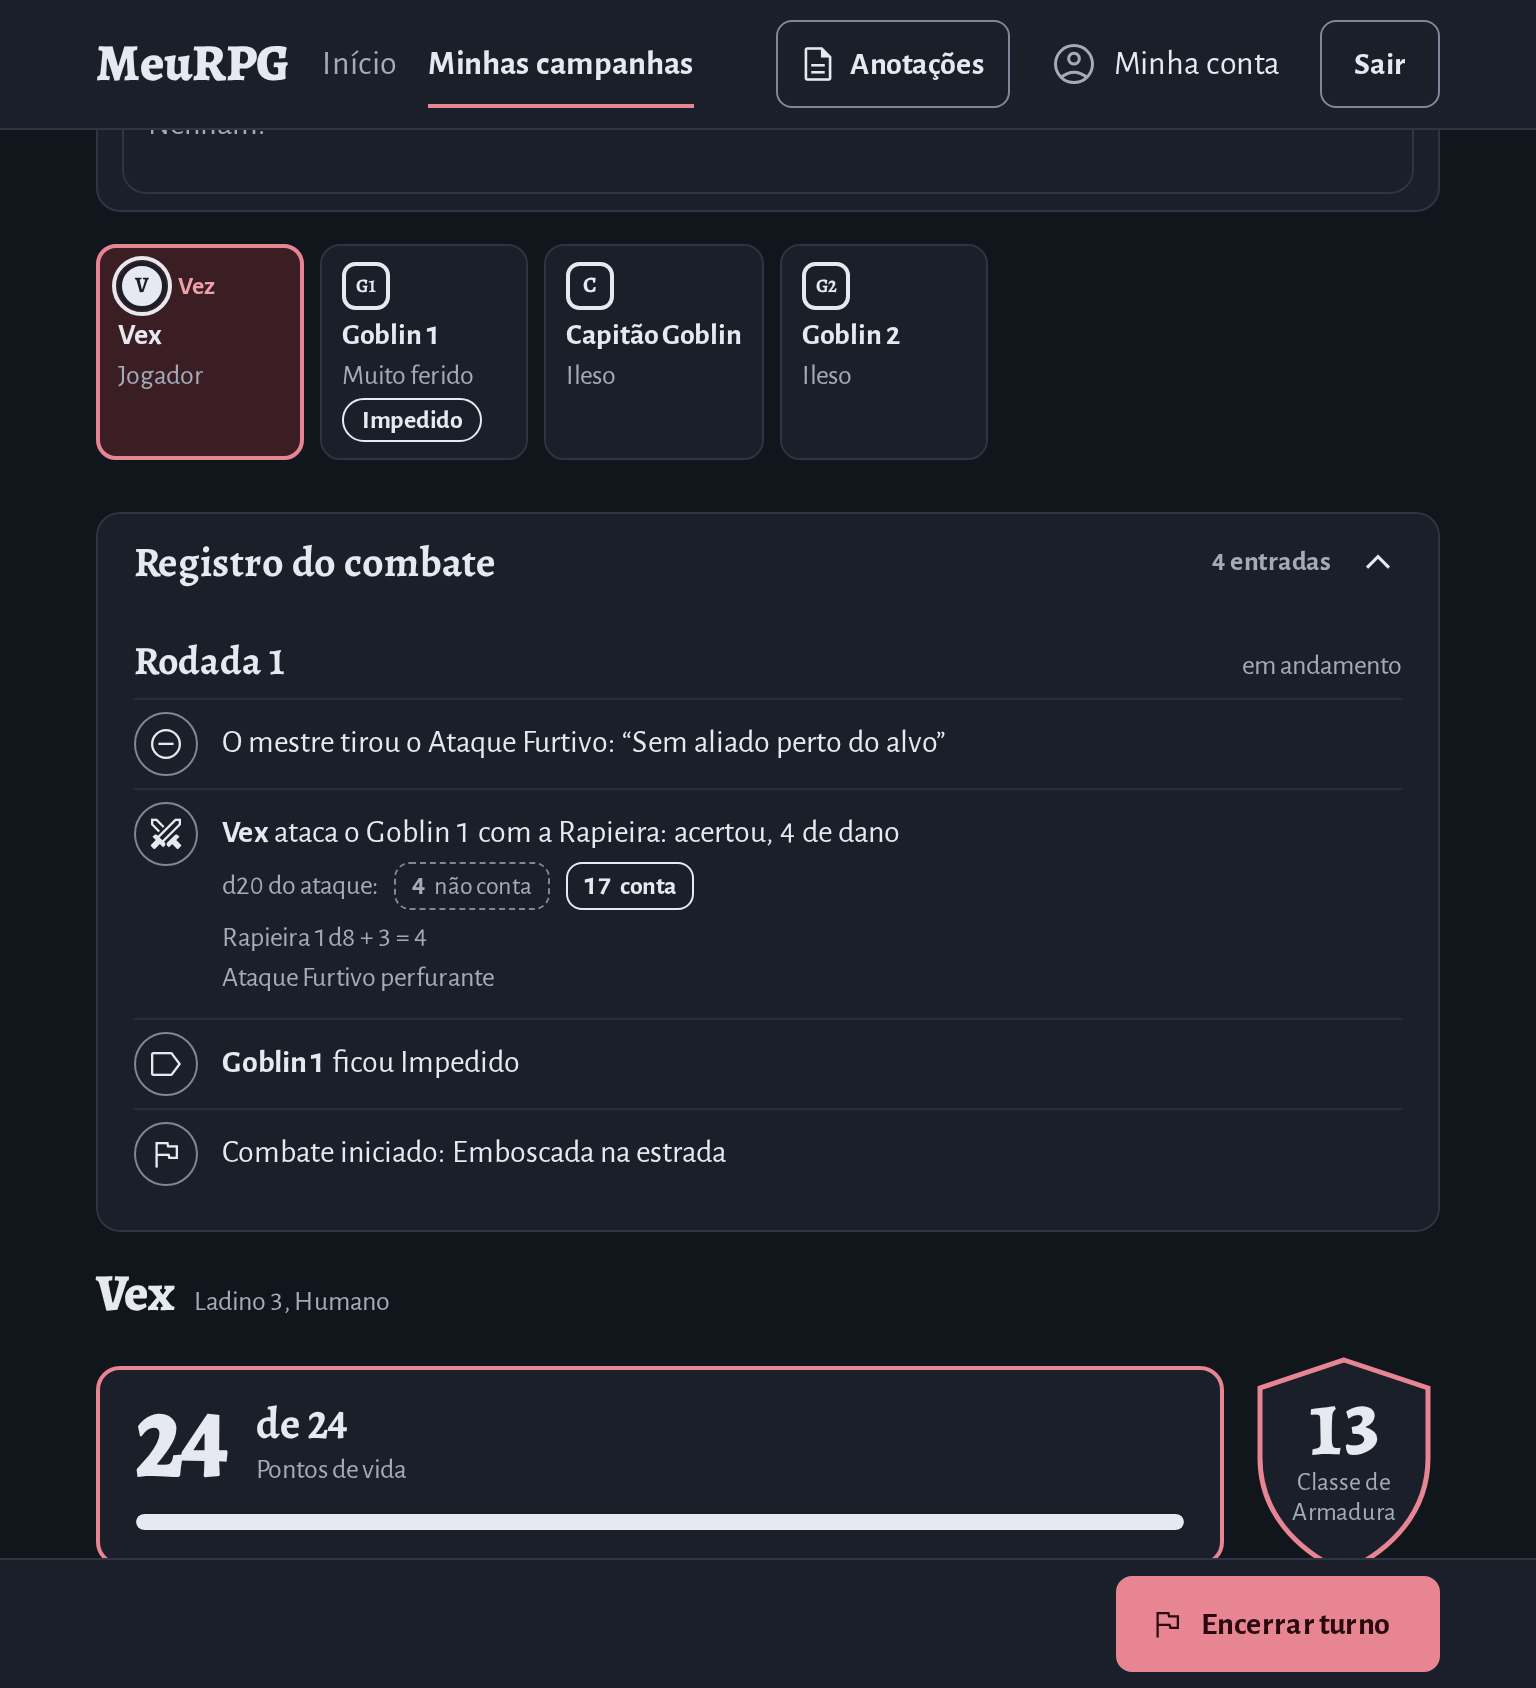 MeuRPG Início Minhas campanhas Anotações Minha conta Sair
V Vez
Vex
Jogador
G1
Goblin 1
Muito ferido
Impedido
C
Capitão Goblin
Ileso
G2
Goblin 2
Ileso
Registro do combate 4 entradas
Rodada 1 em andamento
O mestre tirou o Ataque Furtivo: “Sem aliado perto do alvo”
Vex ataca o Goblin 1 com a Rapieira: acertou, 4 de dano
d20 do ataque: 4 não conta 17 conta
Rapieira 1d8 + 3 = 4
Ataque Furtivo perfurante
Goblin 1 ficou Impedido
Combate iniciado: Emboscada na estrada
Vex Ladino 3, Humano
24 de 24
Pontos de vida
13
Classe de
Armadura
Encerrar turno